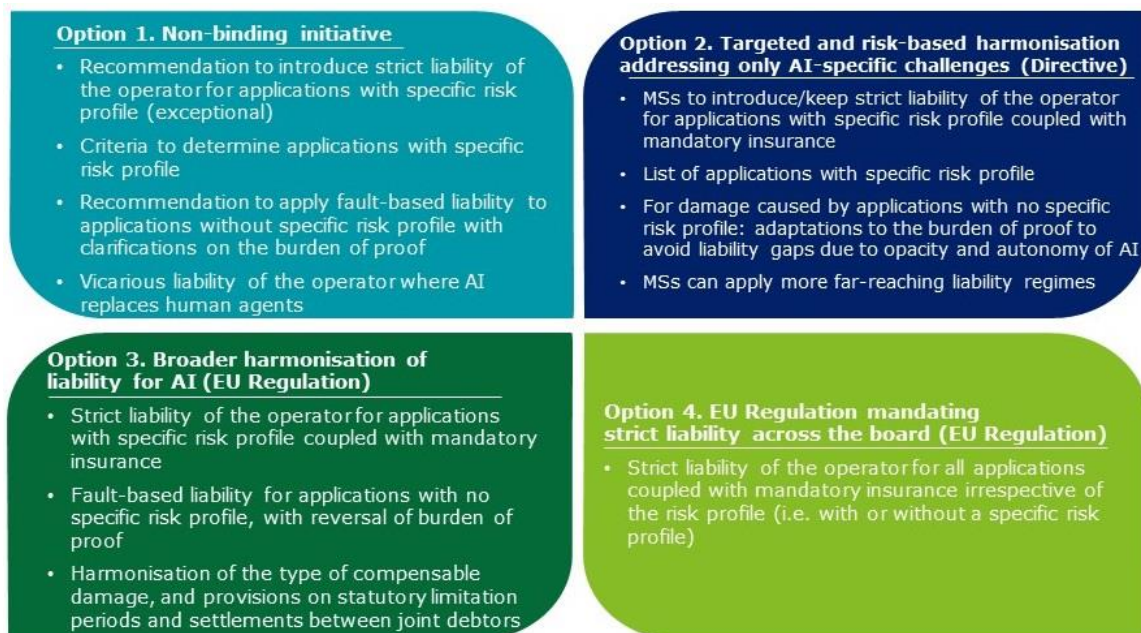 Option 1. Non-binding initiative
• Recommendation to introduce strict liability of
the operator for applications with specific risk
profile (exceptional)
• Criteria to determine applications with specific
risk profile
• Recommendation to apply fault-based liability to
applications without specific risk profile with
clarifications on the burden of proof
• Vicarious liability of the operator where AI
replaces human agents
Option 2. Targeted and risk-based harmonisation
addressing only AI-specific challenges (Directive)
• MSs to introduce/keep strict liability of the operator
for applications with specific risk profile coupled with
mandatory insurance
• List of applications with specific risk profile
• For damage caused by applications with no specific
risk profile: adaptations to the burden of proof to
avoid liability gaps due to opacity and autonomy of AI
• MSs can apply more far-reaching liability regimes
Option 3. Broader harmonisation of
liability for AI (EU Regulation)
• Strict liability of the operator for applications
with specific risk profile coupled with mandatory
insurance
• Fault-based liability for applications with no
specific risk profile, with reversal of burden of
proof
• Harmonisation of the type of compensable
damage, and provisions on statutory limitation
periods and settlements between joint debtors
Option 4. EU Regulation mandating
strict liability across the board (EU Regulation)
• Strict liability of the operator for all applications
coupled with mandatory insurance irrespective of
the risk profile (i.e. with or without a specific risk
profile)